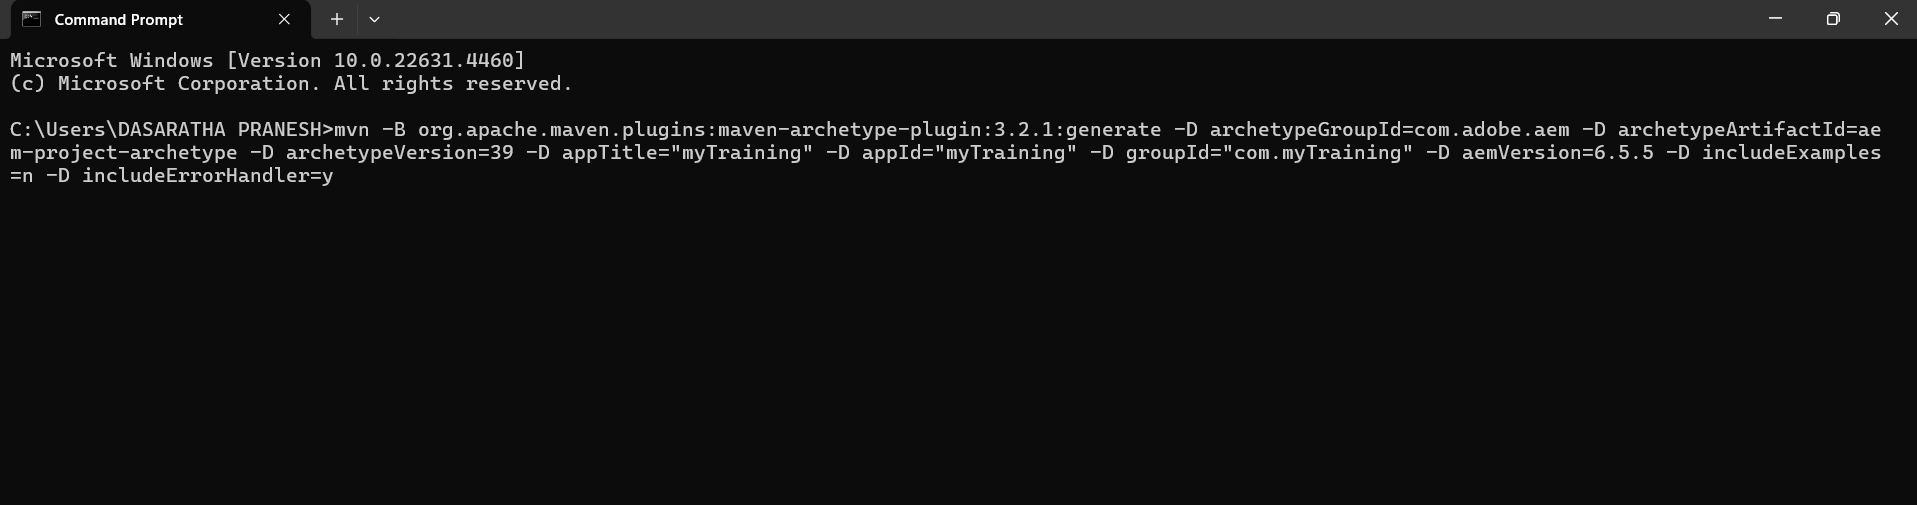 Command Prompt
Microsoft Windows [Version 10.0.22631.4460]
(c) Microsoft Corporation. All rights reserved.
C:\Users\DASARATHA PRANESH>mvn -B org.apache.maven.plugins:maven-archetype-plugin:3.2.1:generate -D archetypeGroupId=com.adobe.aem -D archetypeArtifactId=ae
m-project-archetype -D archetypeVersion=39 -D appTitle="myTraining" -D appId="myTraining" -D groupId="com.myTraining" -D aemVersion=6.5.5 -D includeExamples
=n -D includeErrorHandler=y